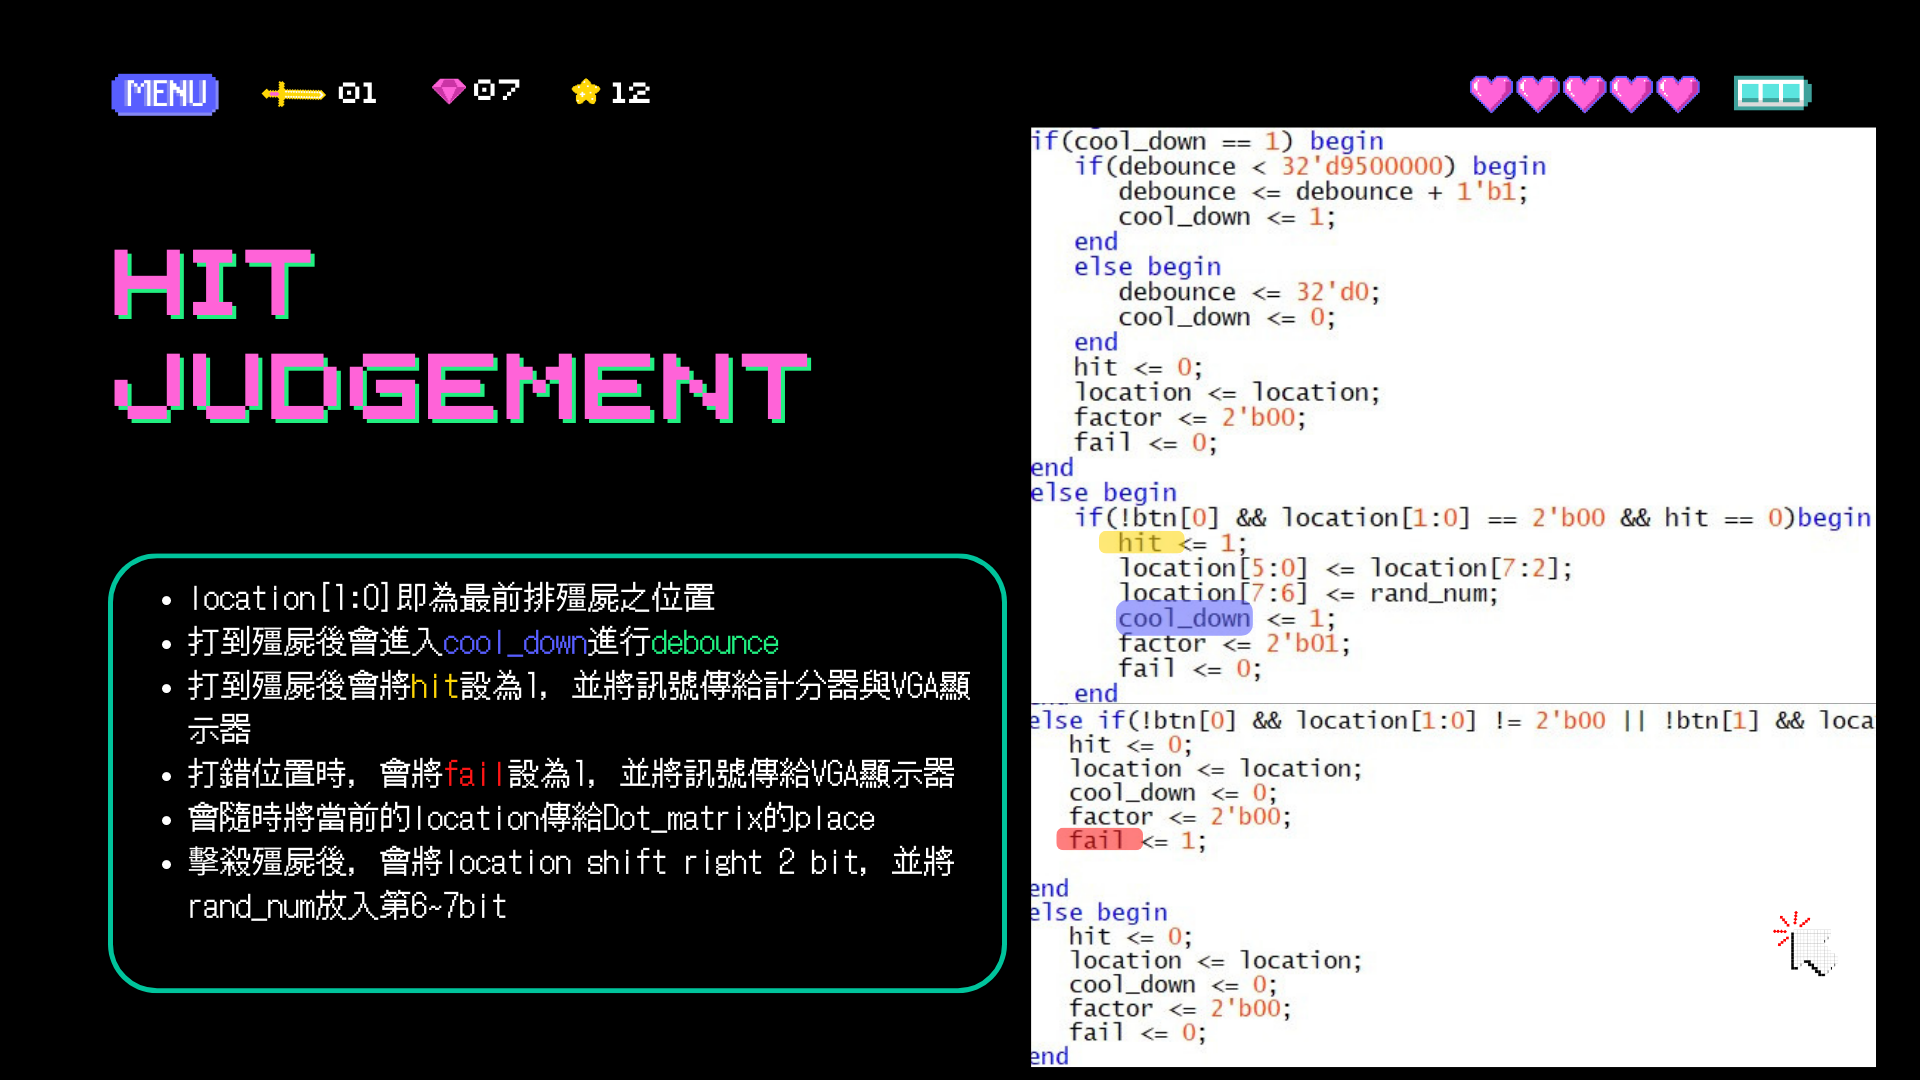 MENU 01 07 12
HIT
JUDGEMENT
location[1:0]即為最前排殭屍之位置
打到殭屍後會進入cool_down進行debounce
打到殭屍後會將hit設為1，並將訊號傳給計分器與VGA顯
示器
打錯位置時，會將fail設為1，並將訊號傳給VGA顯示器
會隨時將當前的location傳給Dot_matrix的place
擊殺殭屍後，會將location shift right 2 bit，並將
rand_num放入第6~7bit
if(cool_down == 1) begin
if(debounce < 32'd9500000) begin
debounce <= debounce + 1'b1;
cool_down <= 1;
end
else begin
debounce <= 32'd0;
cool_down <= 0;
end
hit <= 0;
location <= location;
factor <= 2'b00;
fail <= 0;
end
else begin
if(!btn[0] && location[1:0] == 2'b00 && hit == 0)begin
hit <= 1;
location[5:0] <= location[7:2];
location[7:6] <= rand_num;
cool_down <= 1;
factor <= 2'b01;
fail <= 0;
end
else if(!btn[0] && location[1:0] != 2'b00 || !btn[1] && loca
hit <= 0;
location <= location;
cool_down <= 0;
factor <= 2'b00;
fail <= 1;
end
else begin
hit <= 0;
location <= location;
cool_down <= 0;
factor <= 2'b00;
fail <= 0;
end